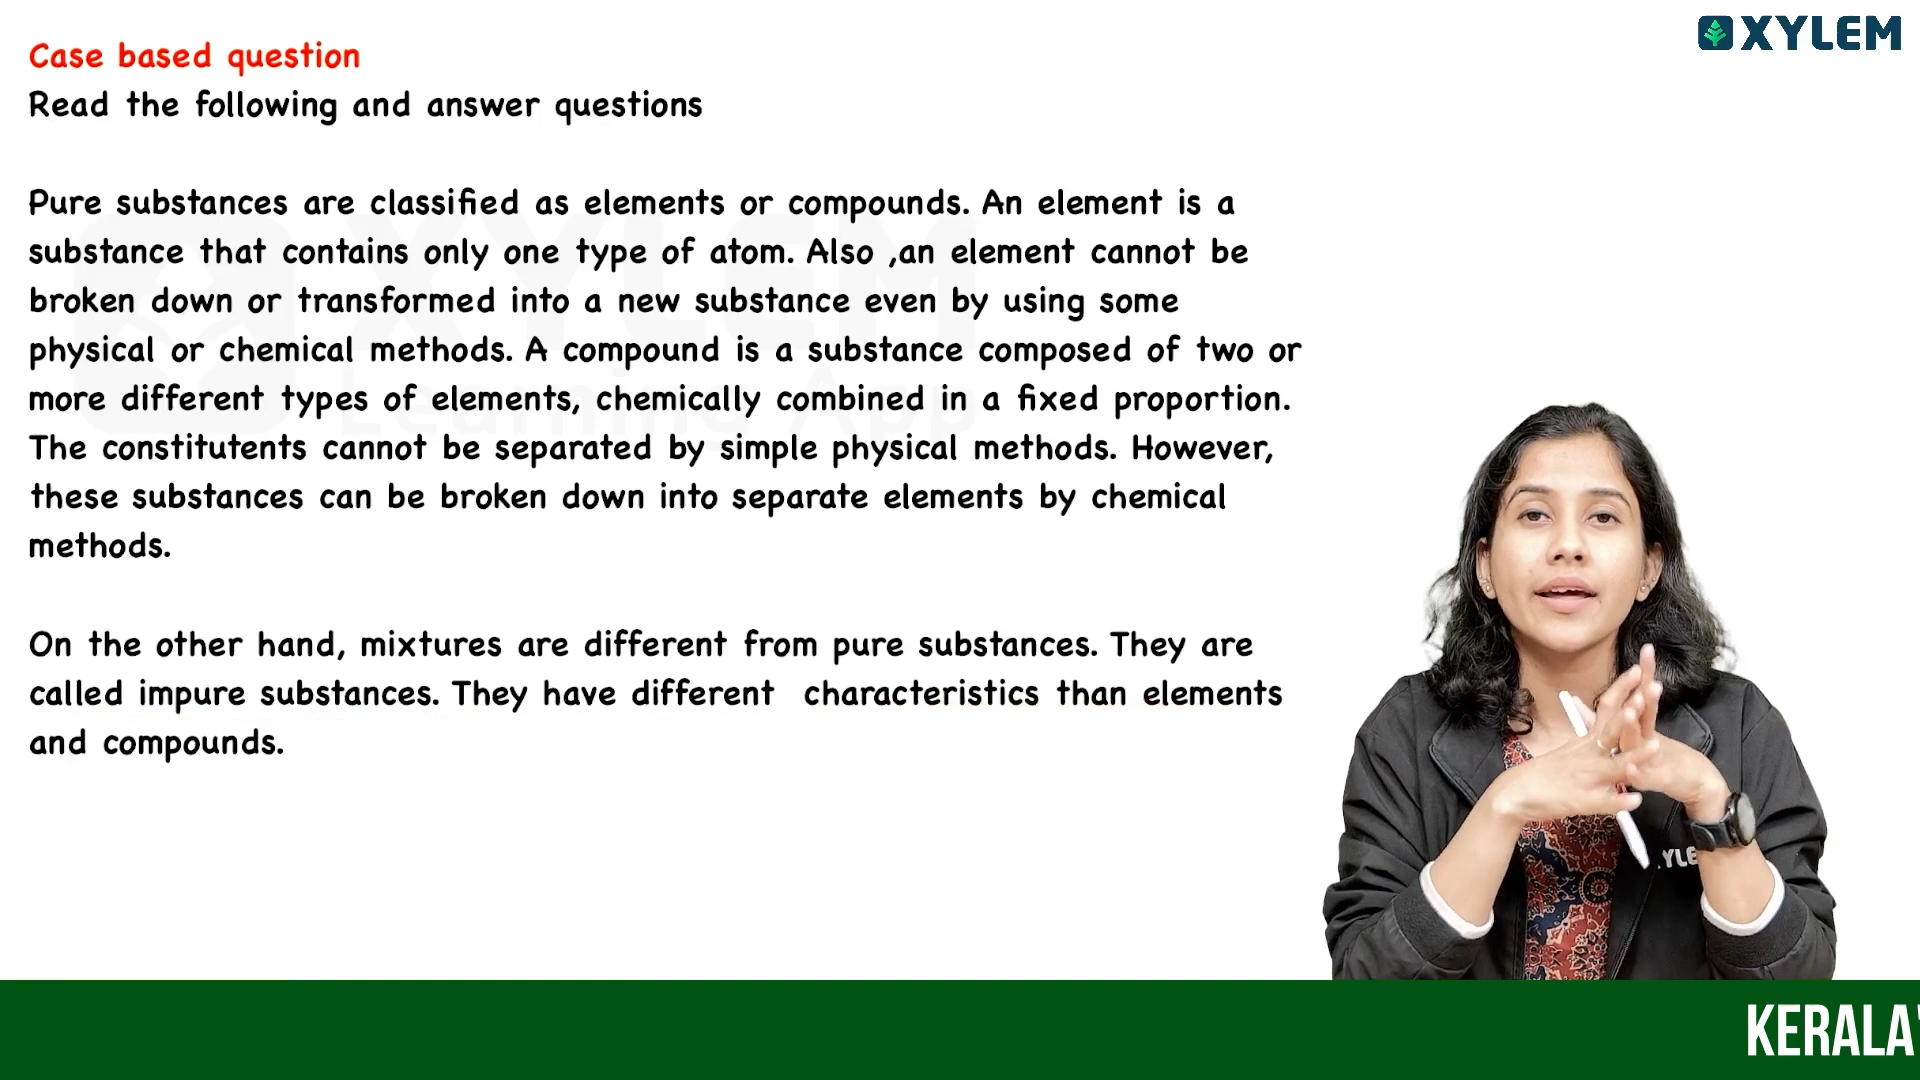 XYLEM
Case based question
Read the following and answer questions
Pure substances are classified as elements or compounds. An element is a
substance that contains only one type of atom. Also ,an element cannot be
broken down or transformed into a new substance even by using some
physical or chemical methods. A compound is a substance composed of two or
more different types of elements, chemically combined in a fixed proportion.
The constitutents cannot be separated by simple physical methods. However,
these substances can be broken down into separate elements by chemical
methods.
On the other hand, mixtures are different from pure substances. They are
called impure substances. They have different characteristics than elements
and compounds.
XYLEM
Learning App
YLE
KERALA'